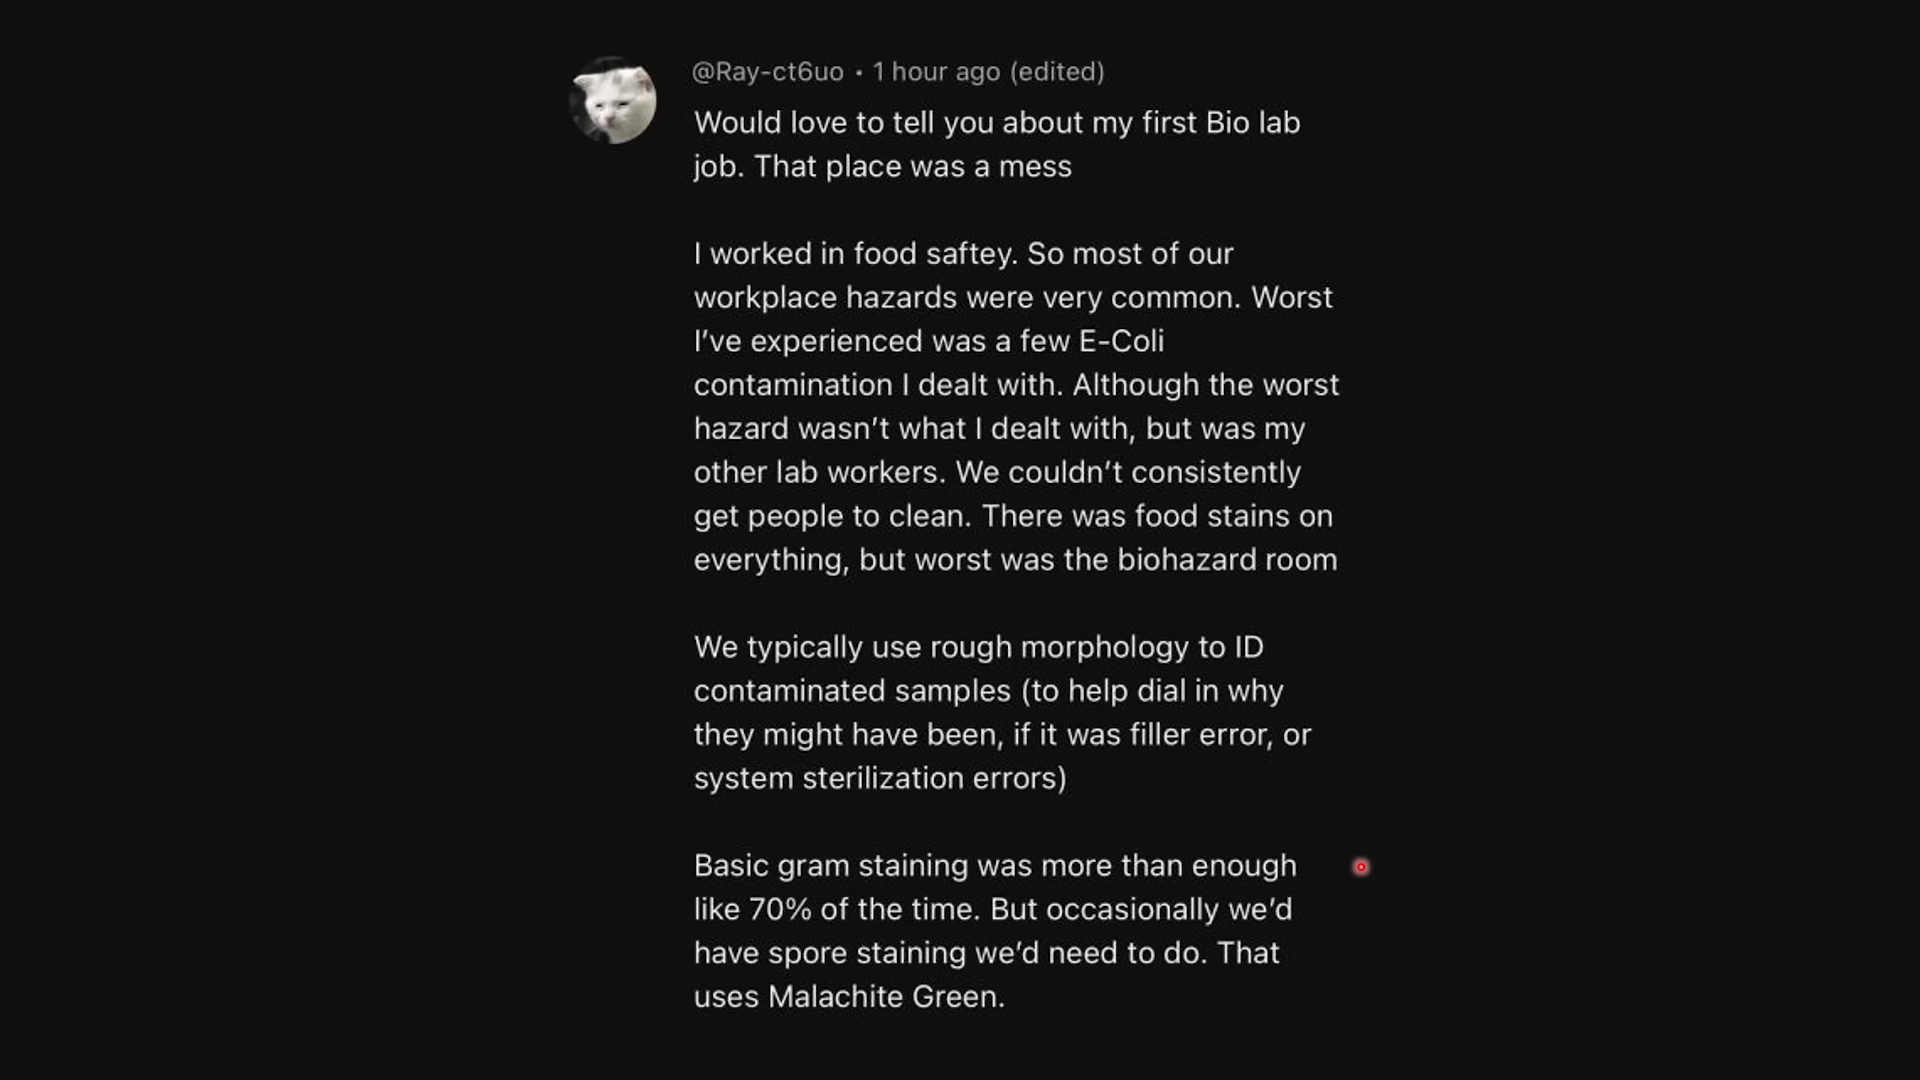 @Ray-ct6uo • 1 hour ago (edited)
Would love to tell you about my first Bio lab
job. That place was a mess
I worked in food saftey. So most of our
workplace hazards were very common. Worst
I’ve experienced was a few E-Coli
contamination I dealt with. Although the worst
hazard wasn’t what I dealt with, but was my
other lab workers. We couldn’t consistently
get people to clean. There was food stains on
everything, but worst was the biohazard room
We typically use rough morphology to ID
contaminated samples (to help dial in why
they might have been, if it was filler error, or
system sterilization errors)
Basic gram staining was more than enough
like 70% of the time. But occasionally we’d
have spore staining we’d need to do. That
uses Malachite Green.